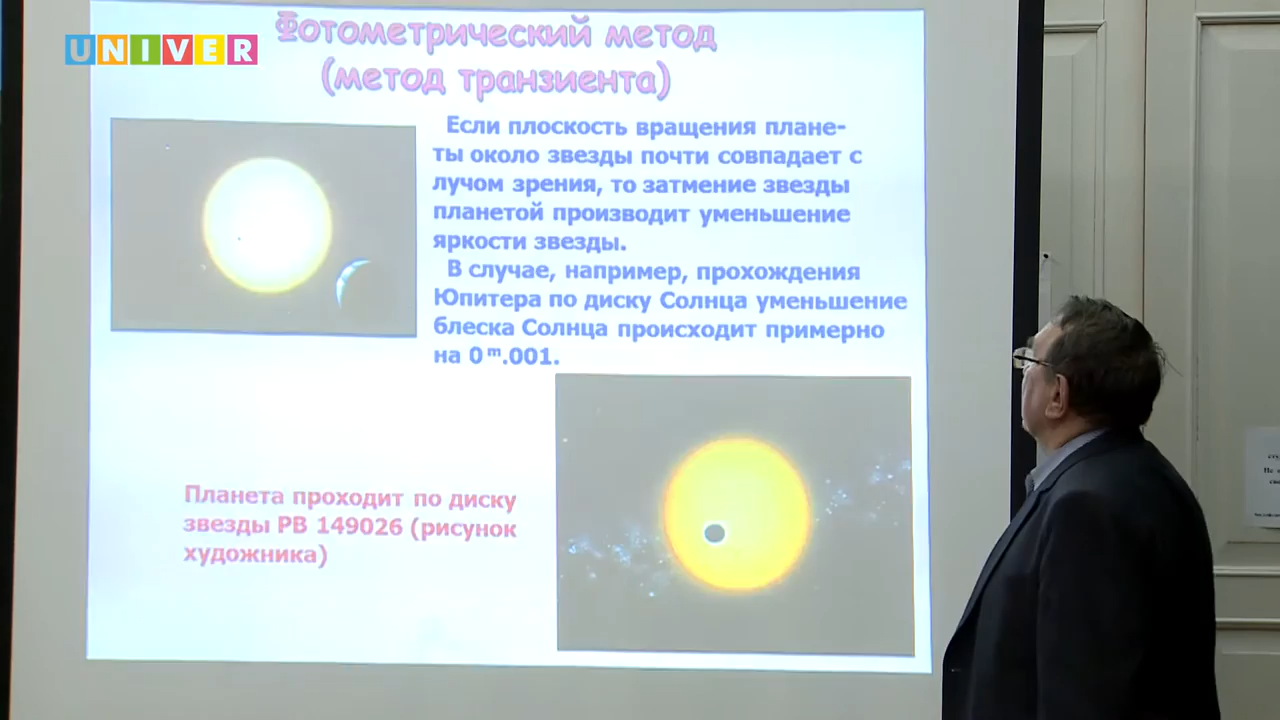 UNIVER
Фотометрический метод
(метод транзиента)
Если плоскость вращения плане-
ты около звезды почти совпадает с
лучом зрения, то затмение звезды
планетой производит уменьшение
яркости звезды.
В случае, например, прохождения
Юпитера по диску Солнца уменьшение
блеска Солнца происходит примерно
на 0 ᵐ.001.
Планета проходит по диску
звезды РВ 149026 (рисунок
художника)